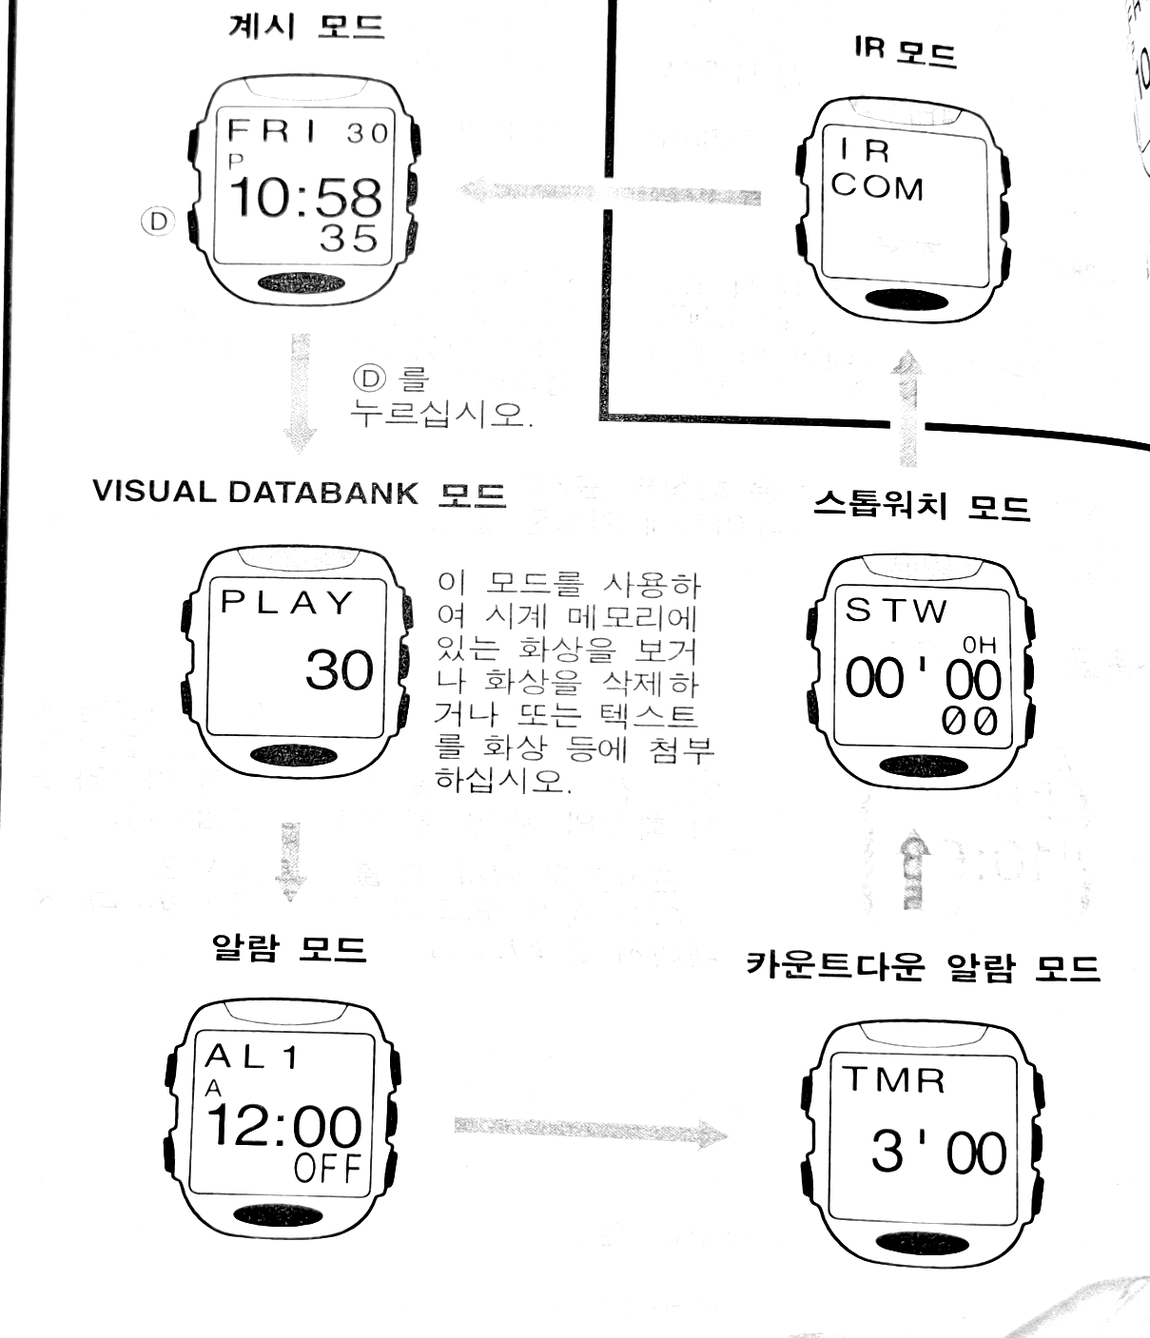 계시 모드
FRI 30
P
10:58
35
D
D 를
누르십시오.
VISUAL DATABANK 모드
PLAY
30
이 모드를 사용하
여 시계 메모리에
있는 화상을 보거
나 화상을 삭제하
거나 또는 텍스트
를 화상 등에 첨부
하십시오.
알람 모드
AL1
A
12:00
OFF
카운트다운 알람 모드
TMR
3'00
스톱워치 모드
STW
0H
00'00
00
IR 모드
IR
COM